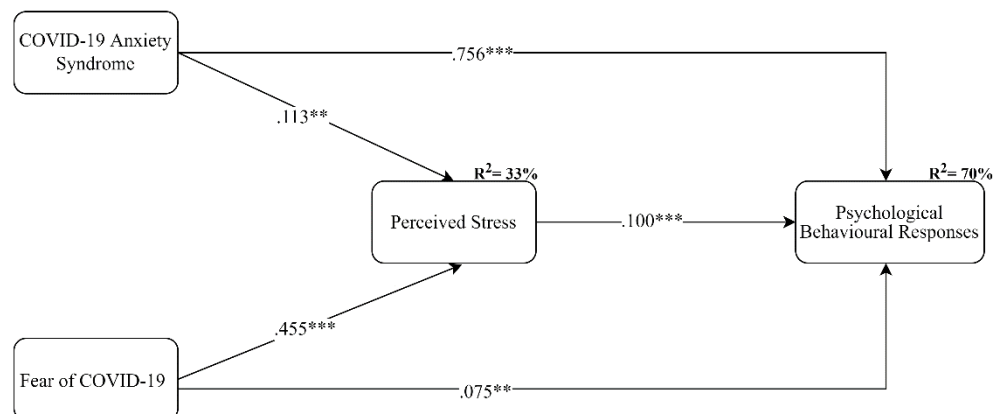 COVID-19 Anxiety
Syndrome
.756***
.113**
R²= 33%
R²= 70%
Perceived Stress
.100***
Psychological
Behavioural Responses
.455***
Fear of COVID-19
.075**